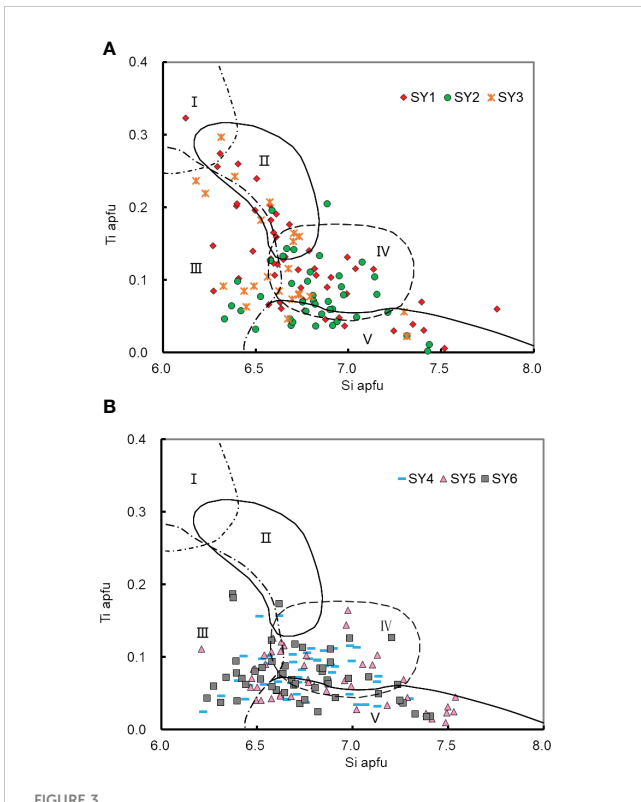 A
0.4
I
SY1 SY2 SY3
0.3
II
Ti apfu
0.2
IV
III
0.1
V
0.0
6.0 6.5 7.0 7.5 8.0
Si apfu
B
0.4
I
SY4 SY5 SY6
0.3
II
Ti apfu
0.2
III IV
0.1
V
0.0
6.0 6.5 7.0 7.5 8.0
Si apfu
FIGURE 3